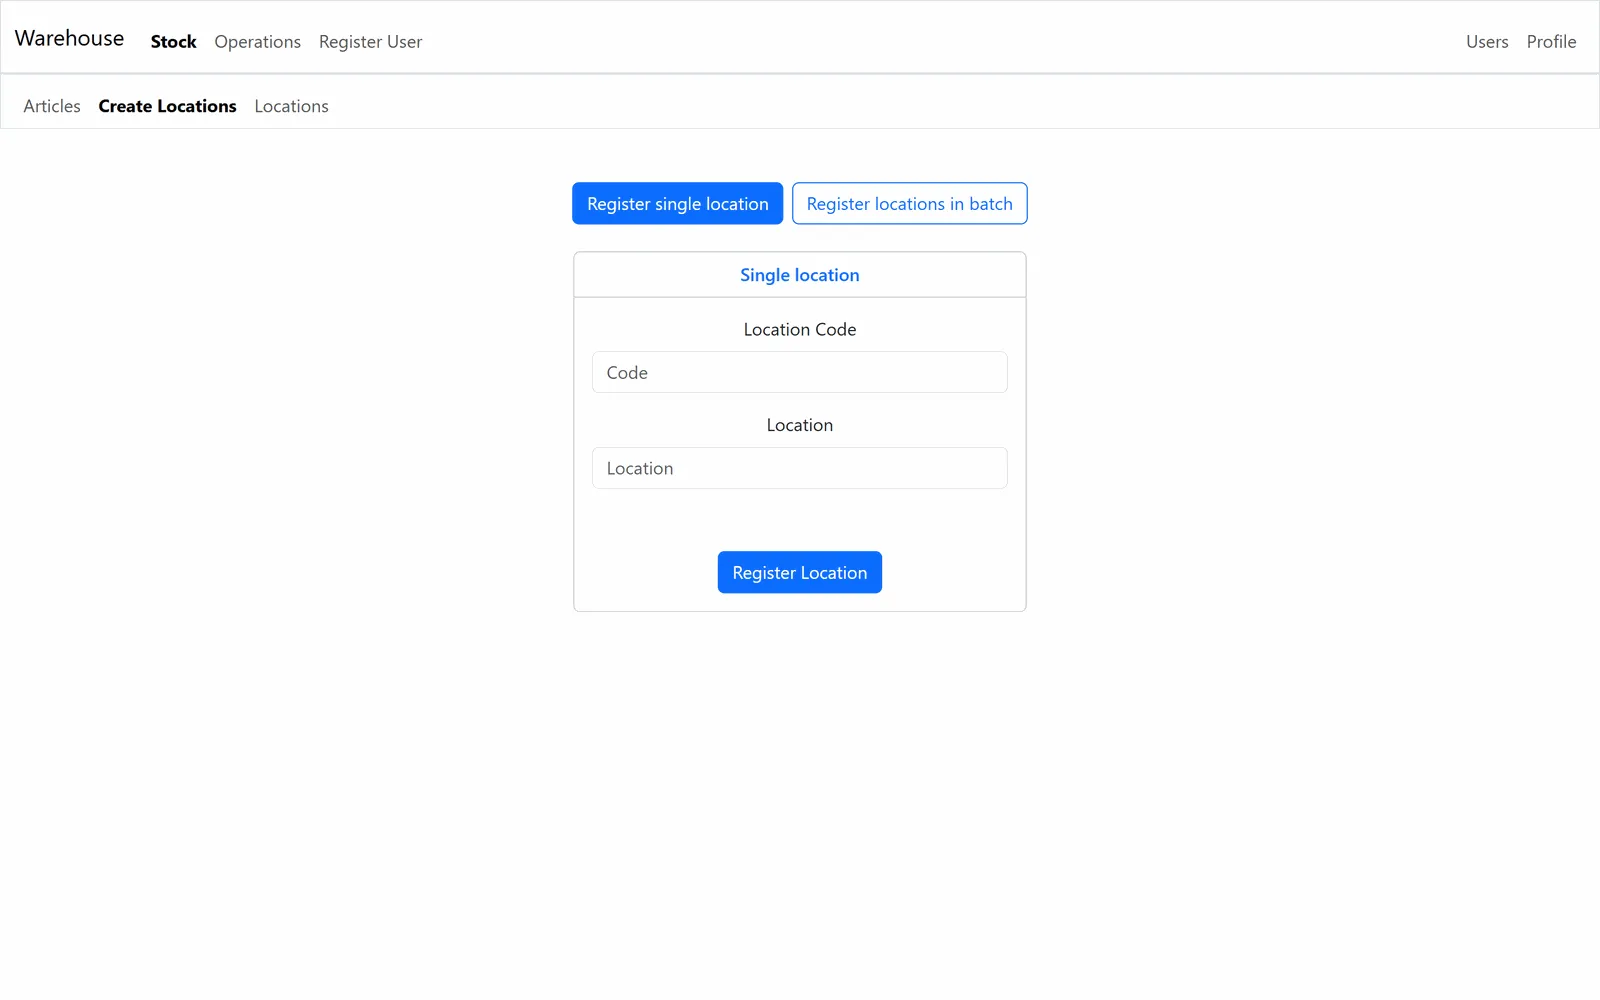 Warehouse Stock Operations Register User Users Profile
Articles Create Locations Locations
Register single location Register locations in batch
Single location
Location Code
Code
Location
Location
Register Location